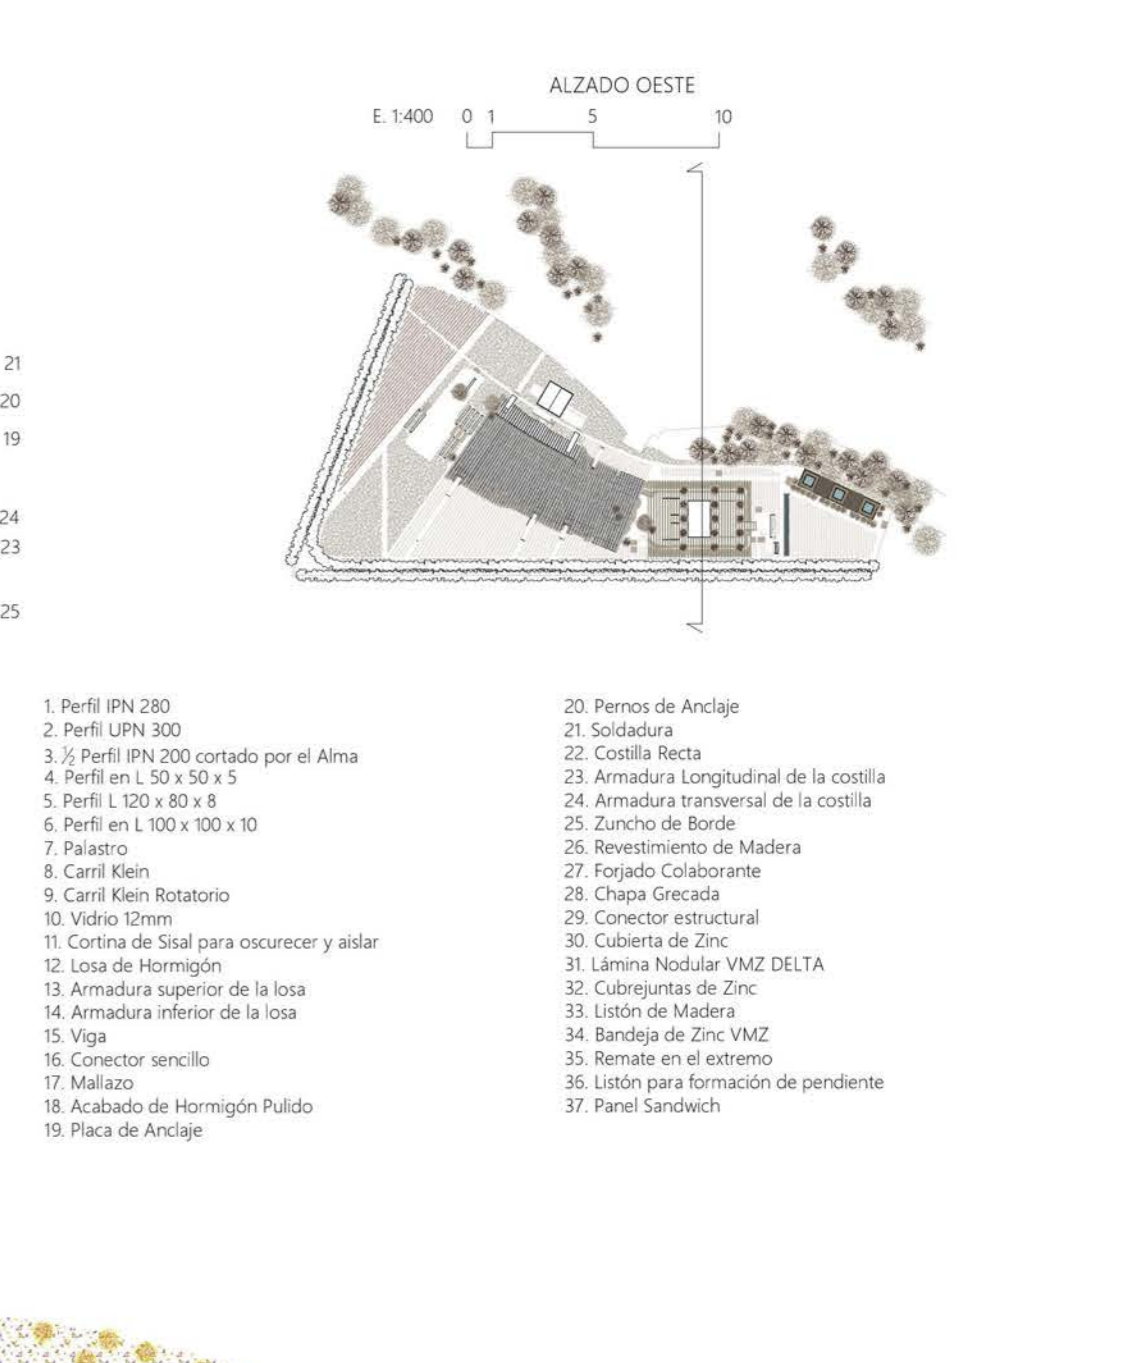 ALZADO OESTE
E. 1:400 0 1 5 10
21
20
19
24
23
25
1. Perfil IPN 280
2. Perfil UPN 300
3. ½ Perfil IPN 200 cortado por el Alma
4. Perfil en L 50 x 50 x 5
5. Perfil L 120 x 80 x 8
6. Perfil en L 100 x 100 x 10
7. Palastro
8. Carril Klein
9. Carril Klein Rotatorio
10. Vidrio 12mm
11. Cortina de Sisal para oscurecer y aislar
12. Losa de Hormigón
13. Armadura superior de la losa
14. Armadura inferior de la losa
15. Viga
16. Conector sencillo
17. Mallazo
18. Acabado de Hormigón Pulido
19. Placa de Anclaje
20. Pernos de Anclaje
21. Soldadura
22. Costilla Recta
23. Armadura Longitudinal de la costilla
24. Armadura transversal de la costilla
25. Zuncho de Borde
26. Revestimiento de Madera
27. Forjado Colaborante
28. Chapa Grecada
29. Conector estructural
30. Cubierta de Zinc
31. Lámina Nodular VMZ DELTA
32. Cubrejuntas de Zinc
33. Listón de Madera
34. Bandeja de Zinc VMZ
35. Remate en el extremo
36. Listón para formación de pendiente
37. Panel Sandwich